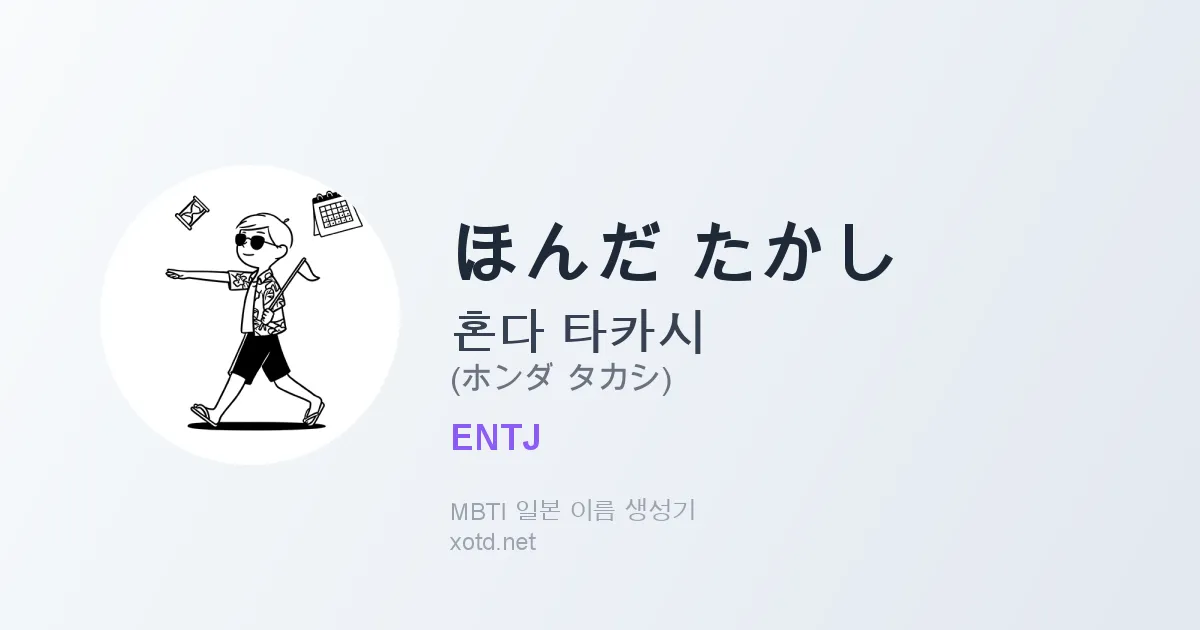 ほんだ たかし
혼다 타카시
(ホンダ タカシ)
ENTJ
MBTI 일본 이름 생성기
xotd.net